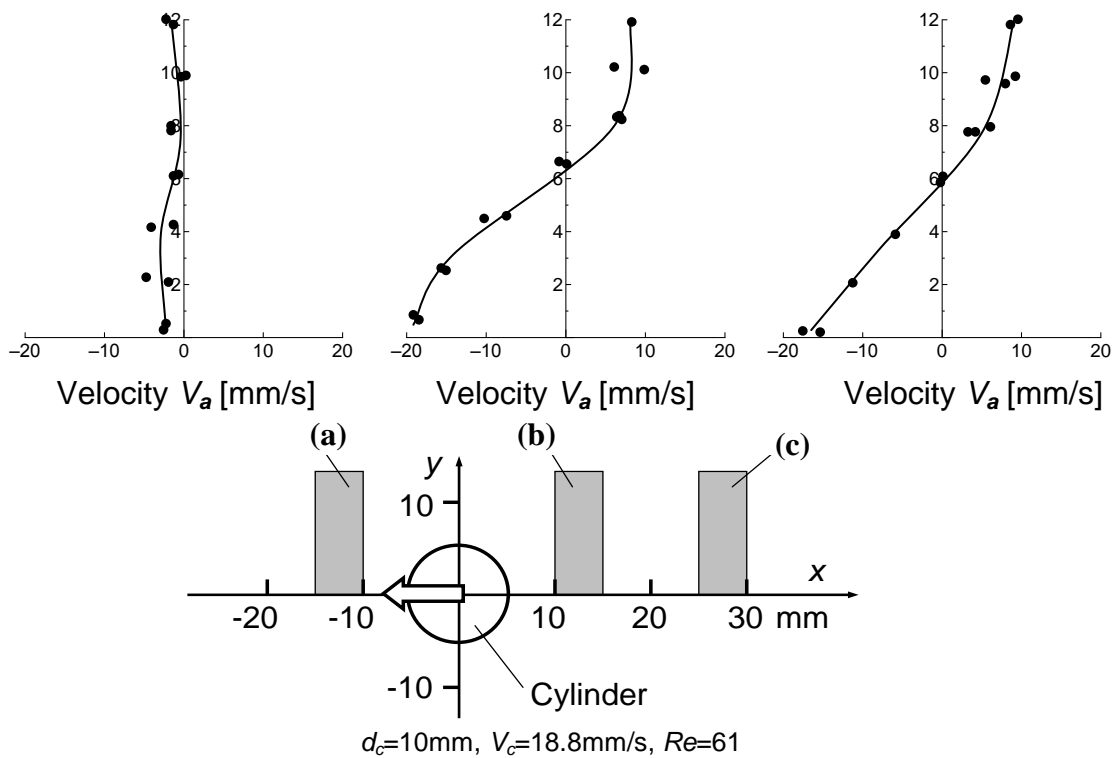 12 12 12
10 10 10
8 8 8
6 6 6
4 4 4
2 2 2
−20 −10 0 10 20 −20 −10 0 10 20 −20 −10 0 10 20
Velocity Va [mm/s] Velocity Va [mm/s] Velocity Va [mm/s]
(a) (b) (c)
y
10
x
-20 -10 10 20 30 mm
-10 Cylinder
dc=10mm, Vc=18.8mm/s, Re=61